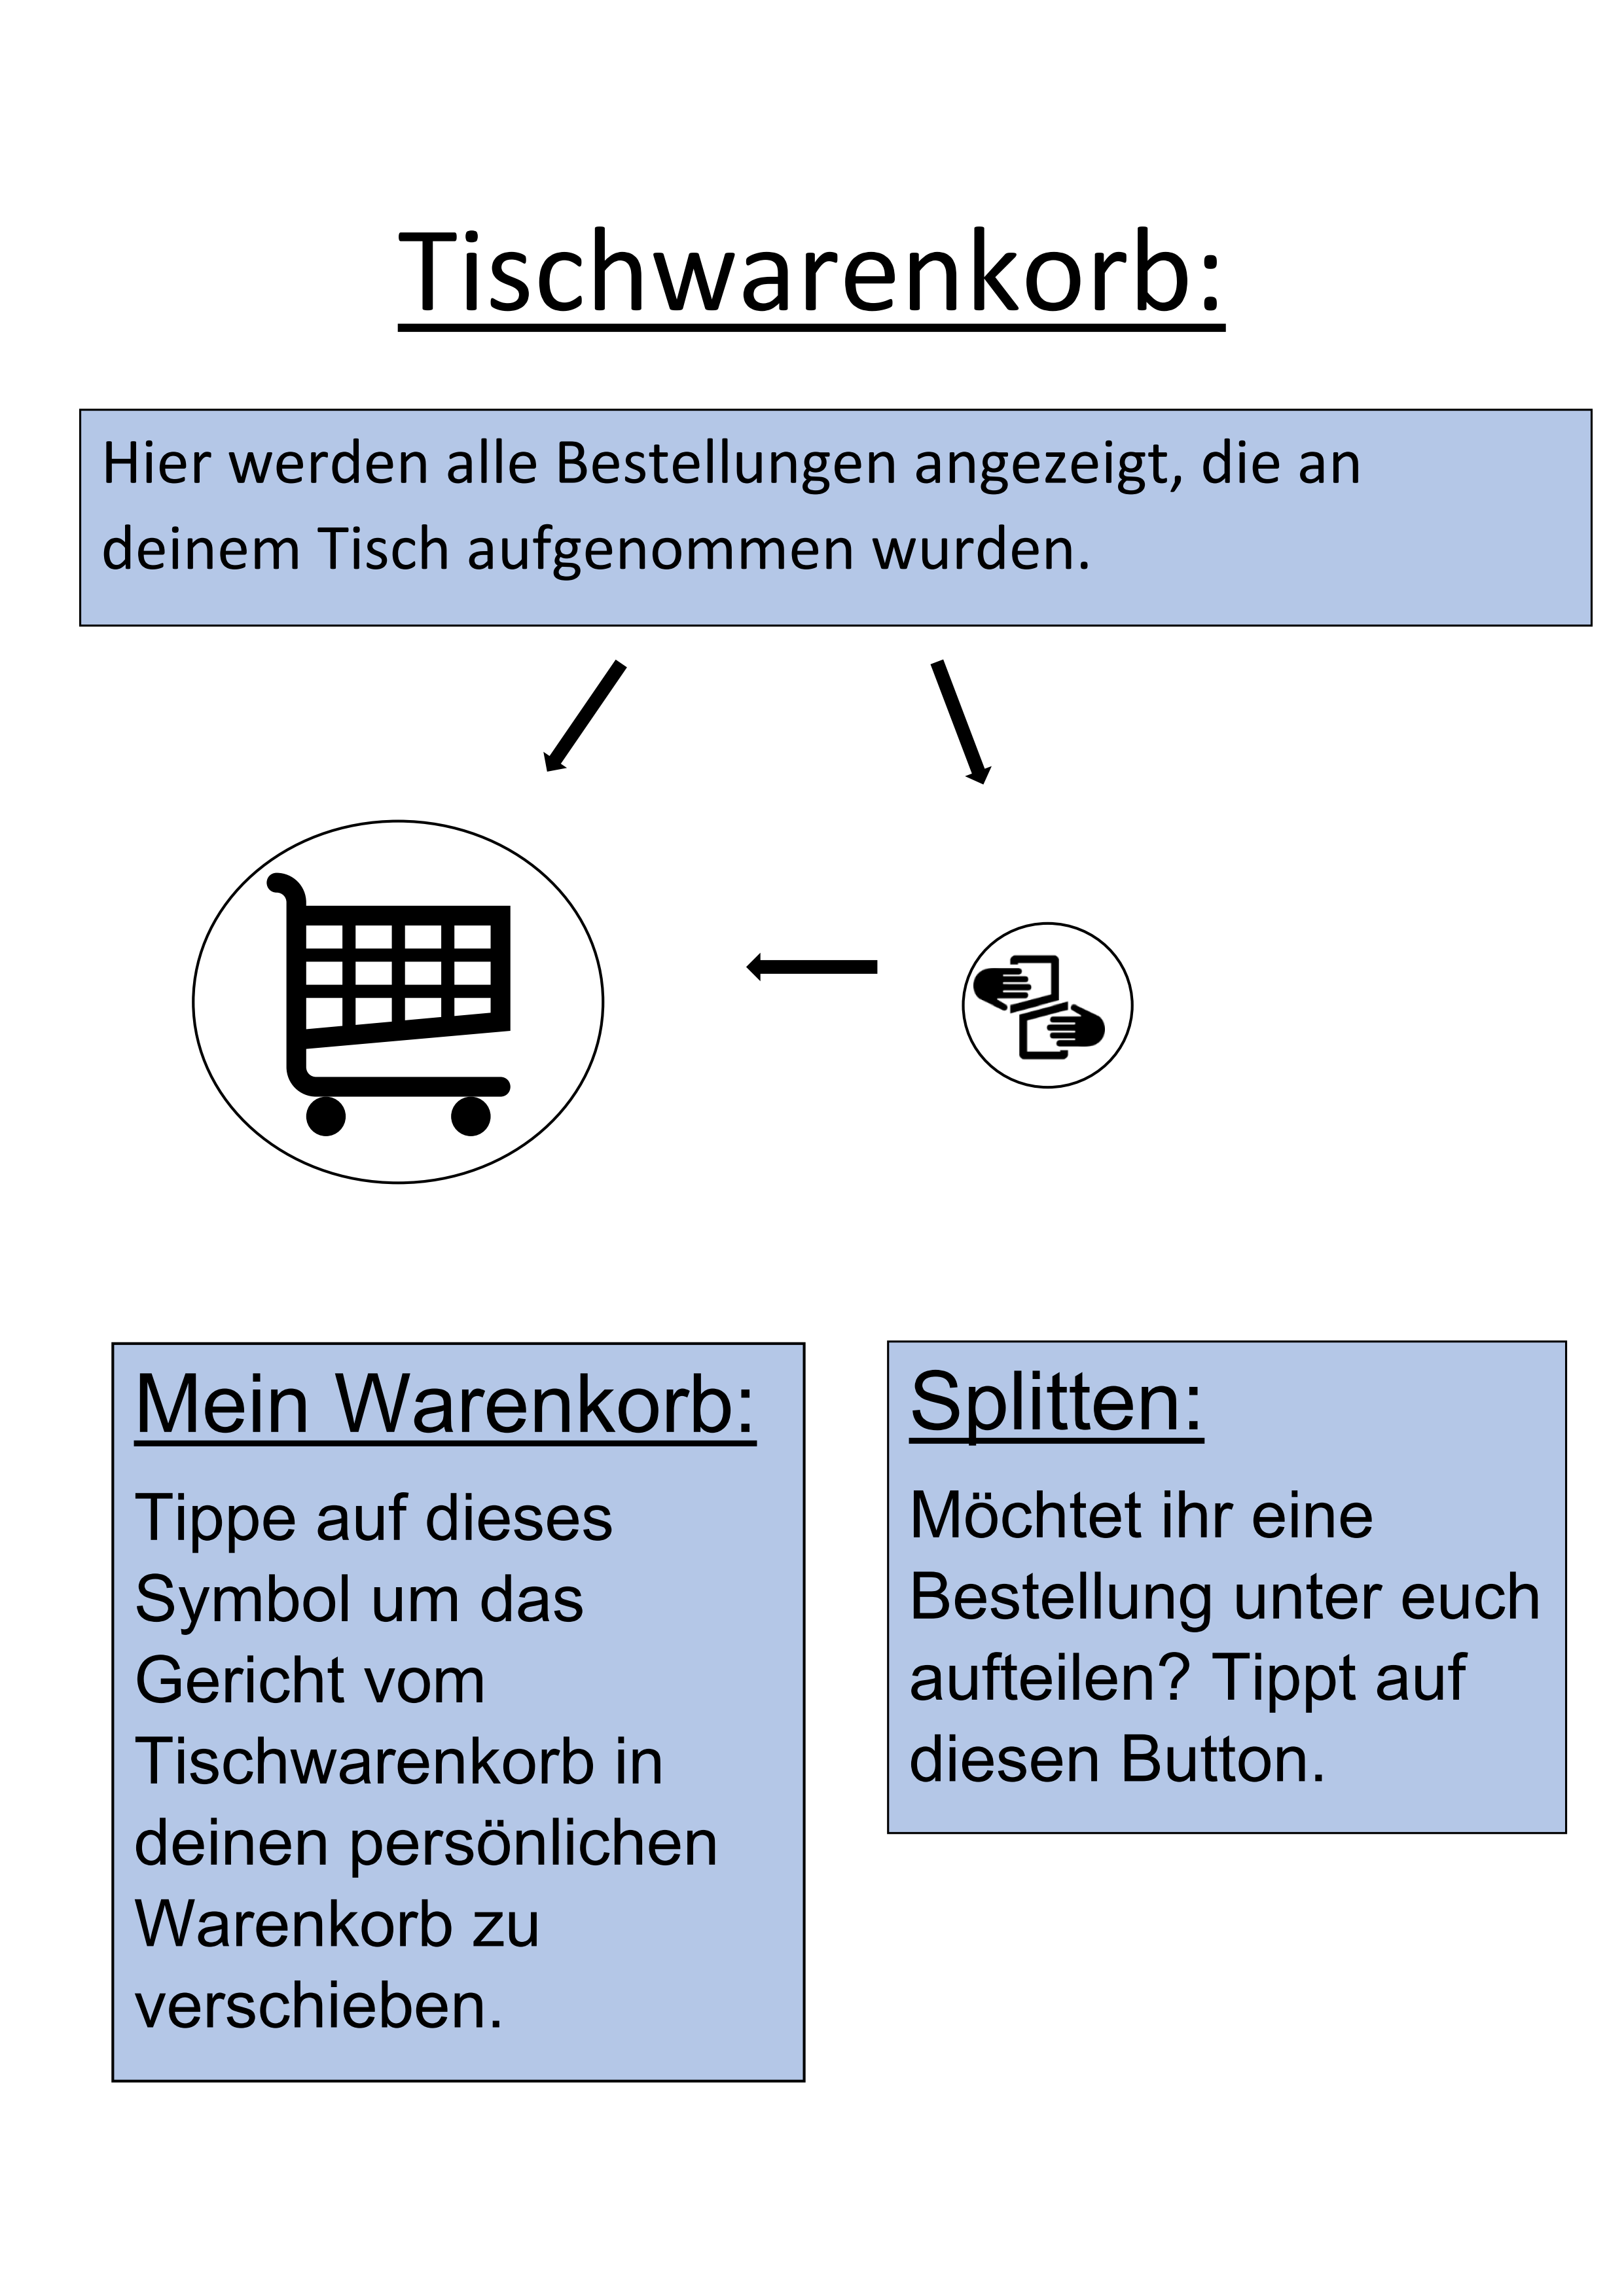 Tischwarenkorb:
Hier werden alle Bestellungen angezeigt, die an
deinem Tisch aufgenommen wurden.
Mein Warenkorb:
Tippe auf dieses
Symbol um das
Gericht vom
Tischwarenkorb in
deinen persönlichen
Warenkorb zu
verschieben.
Splitten:
Möchtet ihr eine
Bestellung unter euch
aufteilen? Tippt auf
diesen Button.